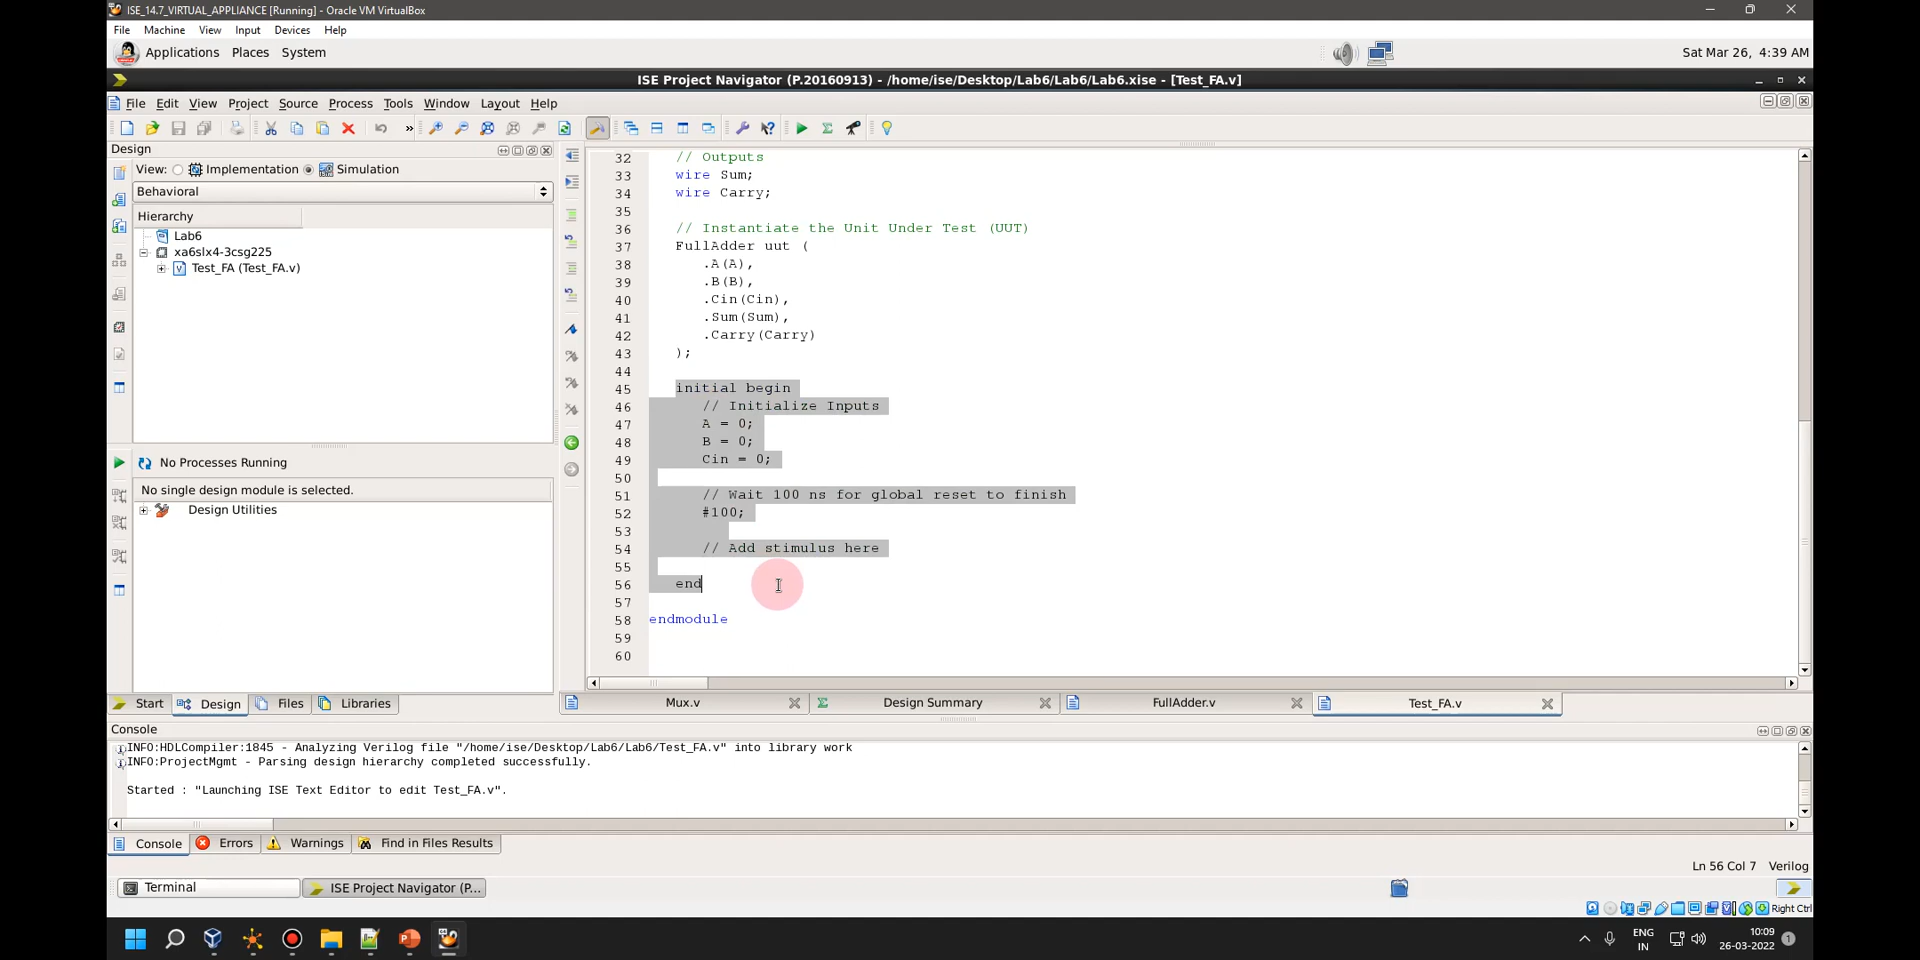 ISE_14.7_VIRTUAL_APPLIANCE [Running] - Oracle VM VirtualBox
File Machine View Input Devices Help
Applications Places System
Sat Mar 26, 4:39 AM
ISE Project Navigator (P.20160913) - /home/ise/Desktop/Lab6/Lab6/Lab6.xise - [Test_FA.v]
File Edit View Project Source Process Tools Window Layout Help
»
Design
View: Implementation Simulation
Behavioral
Hierarchy
Lab6
xa6slx4-3csg225
Test_FA (Test_FA.v)
No Processes Running
No single design module is selected.
Design Utilities
Start Design Files Libraries
32 // Outputs
33 wire Sum;
34 wire Carry;
35
36 // Instantiate the Unit Under Test (UUT)
37 FullAdder uut (
38 .A(A),
39 .B(B),
40 .Cin(Cin),
41 .Sum(Sum),
42 .Carry(Carry)
43 );
44
45 initial begin
46 // Initialize Inputs
47 A = 0;
48 B = 0;
49 Cin = 0;
50
51 // Wait 100 ns for global reset to finish
52 #100;
53
54 // Add stimulus here
55
56 end
57
58 endmodule
59
60
Mux.v Design Summary FullAdder.v Test_FA.v
Console
INFO:HDLCompiler:1845 - Analyzing Verilog file "/home/ise/Desktop/Lab6/Lab6/Test_FA.v" into library work
INFO:ProjectMgmt - Parsing design hierarchy completed successfully.
Started : "Launching ISE Text Editor to edit Test_FA.v".
Console Errors Warnings Find in Files Results
Ln 56 Col 7 Verilog
Terminal ISE Project Navigator (P...
Right Ctrl
ENG
IN
10:09
26-03-2022
1